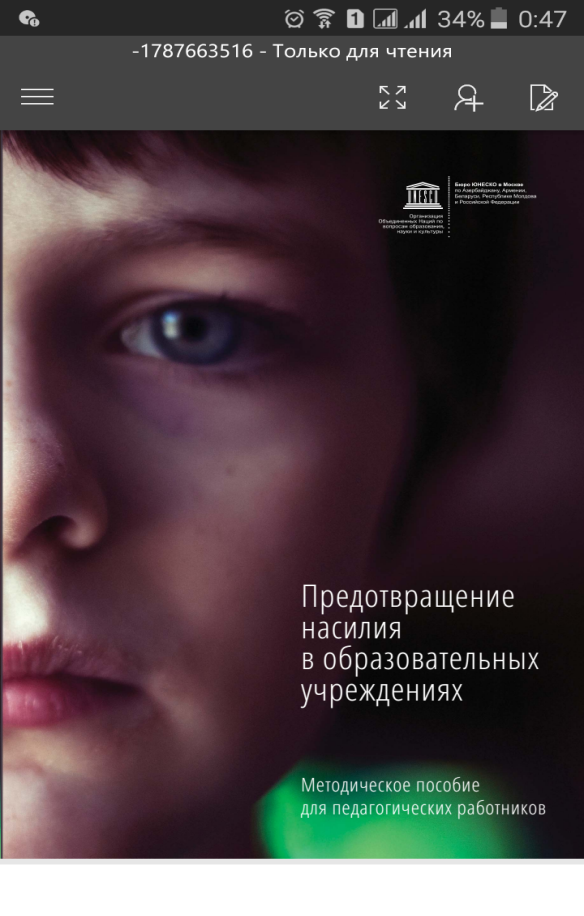 34% 0:47
-1787663516 - Только для чтения
UNESCO
Организация
Объединенных Наций по
вопросам образования,
науки и культуры
Бюро ЮНЕСКО в Москве
по Азербайджану, Армении,
Беларуси, Республике Молдова
и Российской Федерации
Предотвращение
насилия
в образовательных
учреждениях
Методическое пособие
для педагогических работников